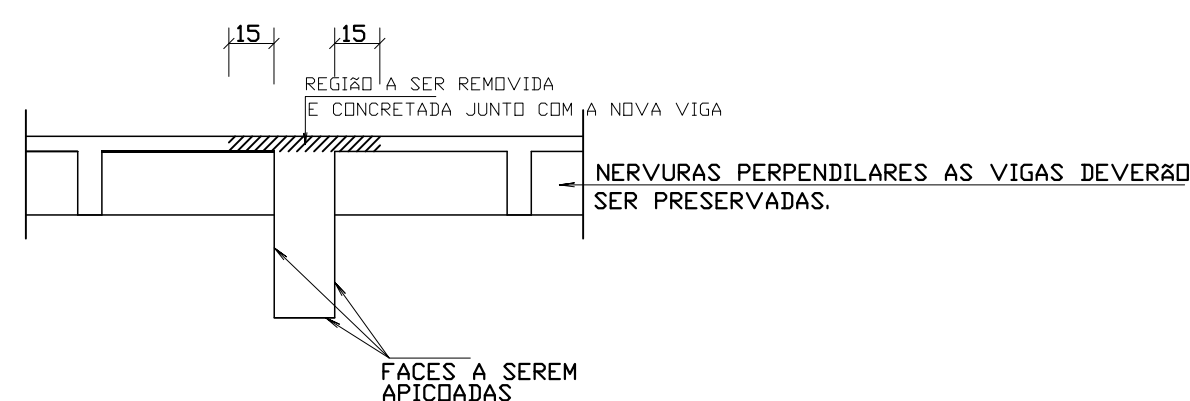 15 15
REGIÃO A SER REMOVIDA
E CONCRETADA JUNTO COM A NOVA VIGA
NERVURAS PERPENDILARES AS VIGAS DEVERÃO
SER PRESERVADAS.
FACES A SEREM
APICOADAS